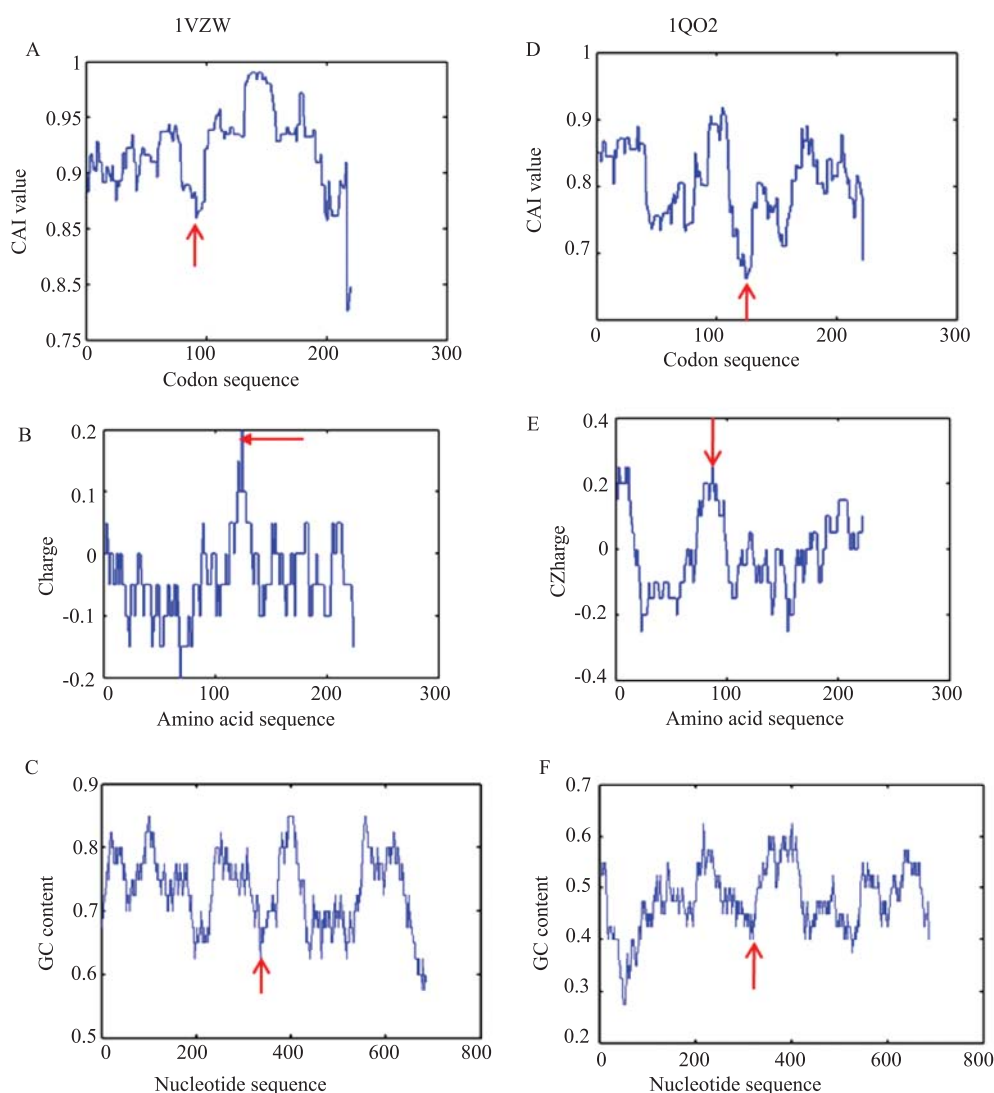 1VZW
1QO2
A
1
0.95
0.9
0.85
0.8.5
0.75
CAI value
0
100
200
300
Codon sequence
D
1
0.9
0.8
0.7
CAI value
0
100
200
300
Codon sequence
B
0.2
0.1
0
-0.1
-0.2
Charge
0
100
200
300
Amino acid sequence
E
0.4
0.2
0
-0.2
-0.4
CZharge
0
100
200
300
Amino acid sequence
C
0.9
0.8
0.7
0.6
0.5
GC content
0
200
400
600
800
Nucleotide sequence
F
0.7
0.6
0.5
0.4
0.3
0.2
GC content
0
200
400
600
800
Nucleotide sequence